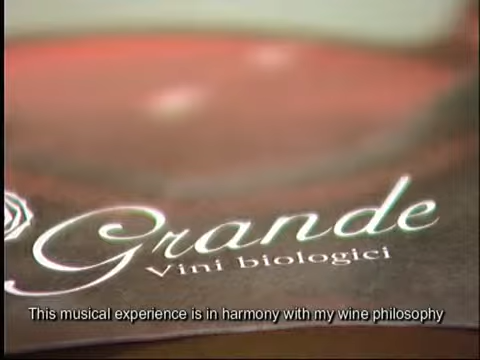 Grande
Vini biologici
This musical experience is in harmony with my wine philosophy